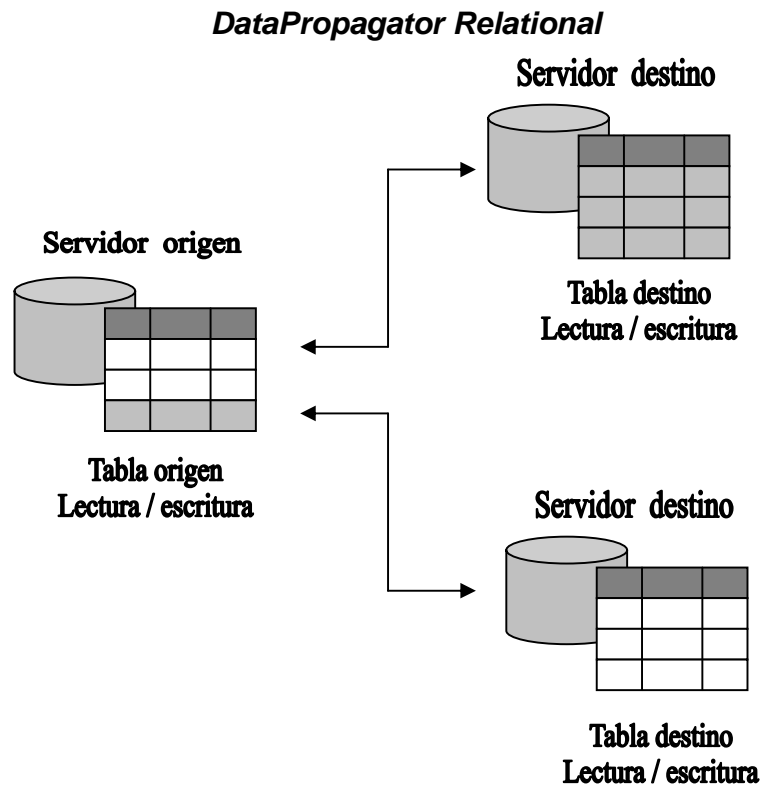 DataPropagator Relational
Servidor destino
Servidor origen
Tabla destino
Lectura / escritura
Tabla origen
Lectura / escritura
Servidor destino
Tabla destino
Lectura / escritura